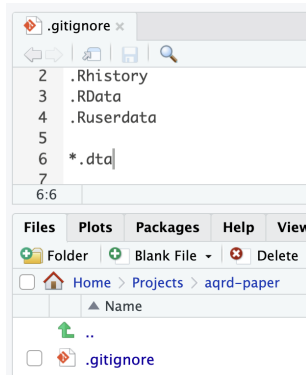 .gitignore
2 .Rhistory
3 .RData
4 .Ruserdata
5
6 *.dta
7
6:6
Files Plots Packages Help View
Folder Blank File Delete
Home Projects aqrd-paper
Name
..
.gitignore